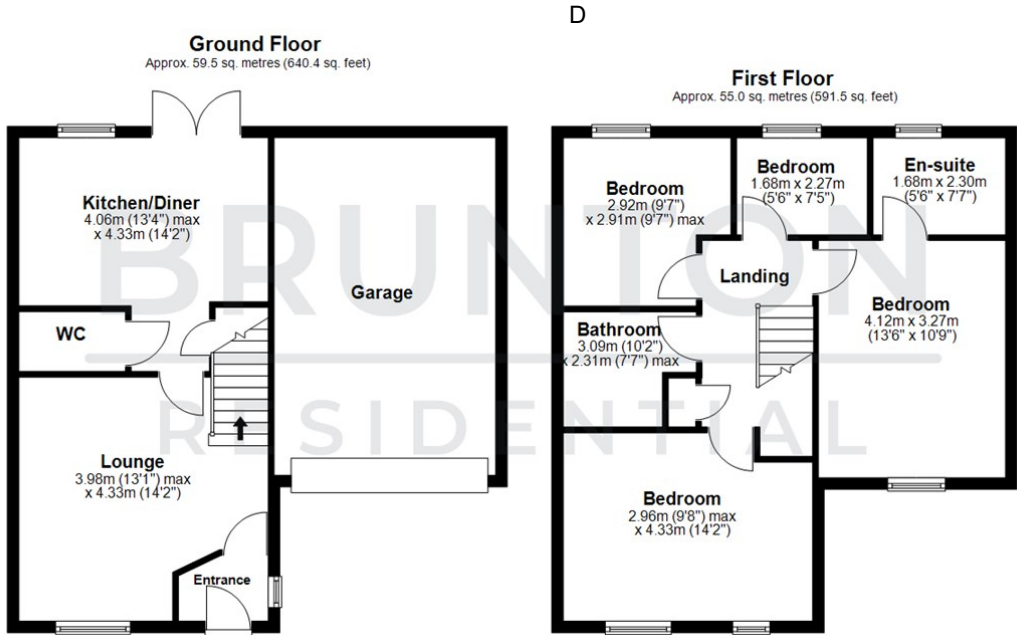 D
Ground Floor
Approx. 59.5 sq. metres (640.4 sq. feet)
Kitchen/Diner
4.06m (13'4") max
x 4.33m (14'2")
WC
Garage
Lounge
3.98m (13'1") max
x 4.33m (14'2")
Entrance
First Floor
Approx. 55.0 sq. metres (591.5 sq. feet)
Bedroom
2.92m (9'7")
x 2.91m (9'7") max
Bedroom
1.68m x 2.27m
(5'6" x 7'5")
En-suite
1.68m x 2.30m
(5'6" x 7'7")
Landing
Bedroom
4.12m x 3.27m
(13'6" x 10'9")
Bathroom
3.09m (10'2")
x 2.31m (7'7") max
Bedroom
2.96m (9'8") max
x 4.33m (14'2")
BRUNTON
RESIDENTIAL